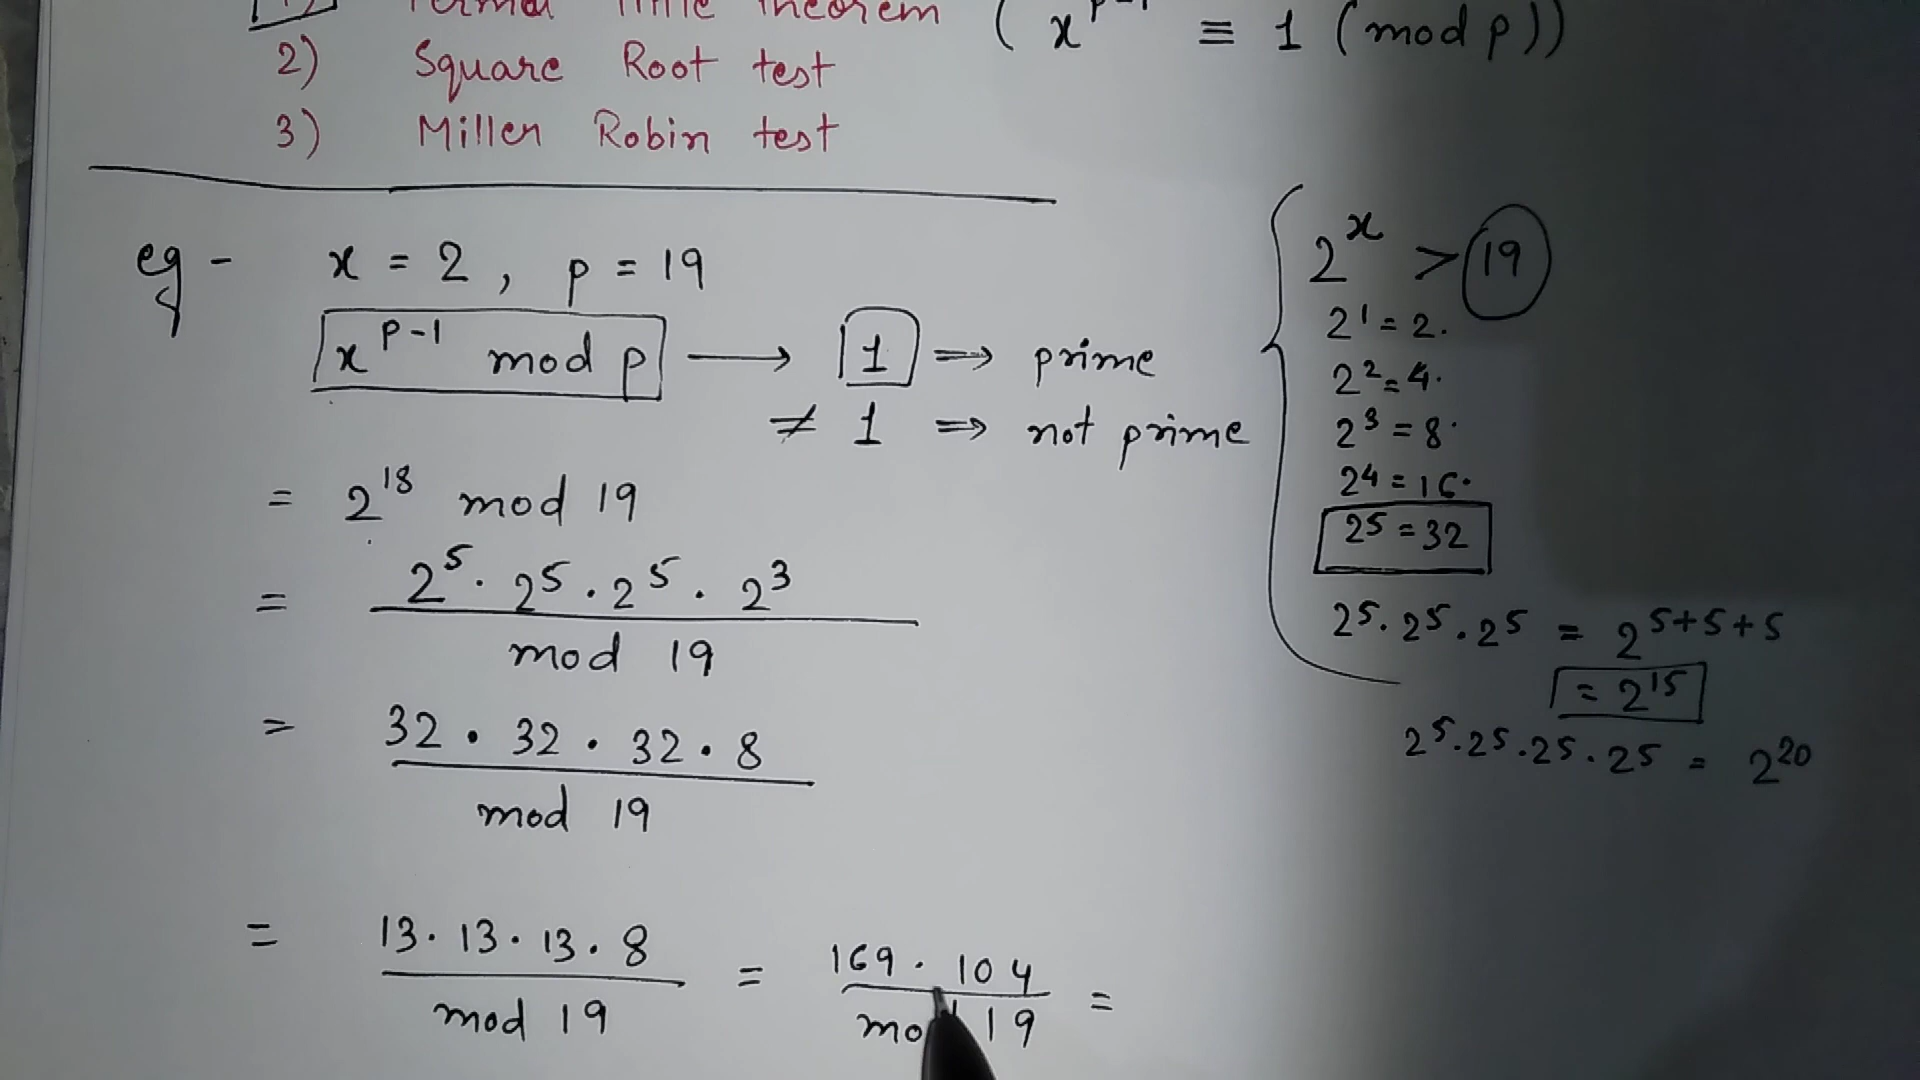 little theorem ( x^p-1 ≡ 1 (mod p))
2) Square Root test
3) Miller Robin test
eg - x = 2 , p = 19
x^p-1 mod p → 1 ⇒ prime
≠ 1 ⇒ not prime
= 2^18 mod 19
= 2^5 . 2^5 . 2^5 . 2^3
mod 19
= 32 . 32 . 32 . 8
mod 19
= 13 . 13 . 13 . 8 = 169 . 104 =
mod 19 mod 19
2^x > 19
2^1 = 2.
2^2 = 4.
2^3 = 8.
2^4 = 16.
2^5 = 32
2^5 . 2^5 . 2^5 = 2^5+5+5
= 2^15
2^5 . 2^5 . 2^5 . 2^5 = 2^20